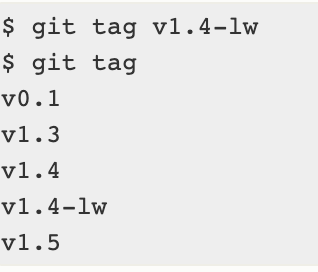 $ git tag v1.4-lw
$ git tag
v0.1
v1.3
v1.4
v1.4-lw
v1.5